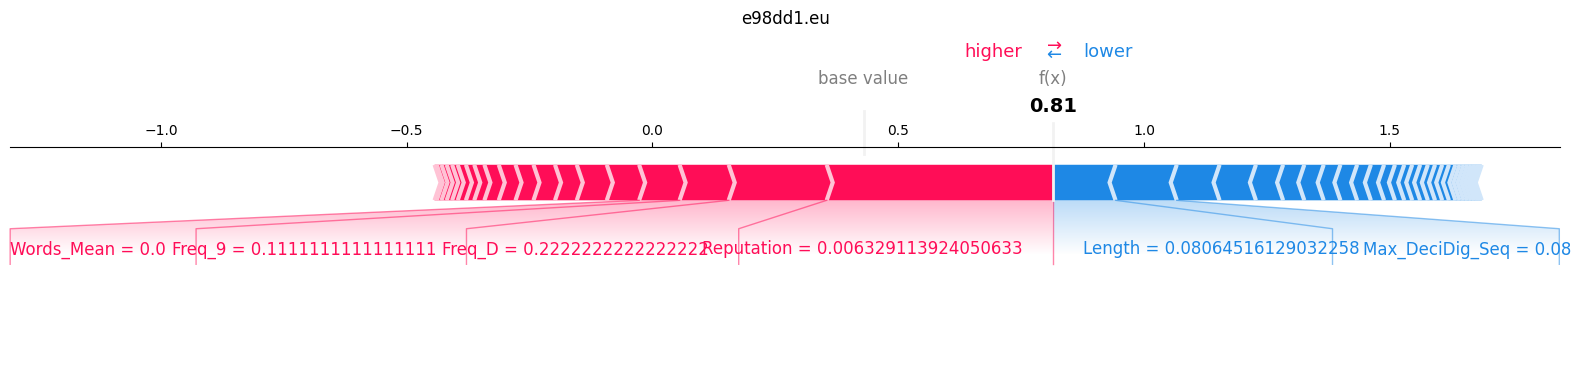 e98dd1.eu
higher → ← lower
base value f(x)
0.81
−1.0 −0.5 0.0 0.5 1.0 1.5
Words_Mean = 0.0 Freq_9 = 0.1111111111111111 Freq_D = 0.2222222222222222 Reputation = 0.006329113924050633 Length = 0.08064516129032258 Max_DeciDig_Seq = 0.08